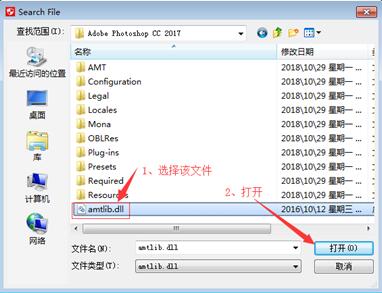 Search File
查找范围(I):
Adobe Photoshop CC 2017
名称
修改日期
AMT
2018\10\29 星期一 ...
Configuration
2018\10\29 星期一 ...
Legal
2018\10\29 星期一 ...
Locales
2018\10\29 星期一 ...
Mona
2018\10\29 星期一 ...
OBLRes
2018\10\29 星期一 ...
Plug-ins
2018\10\29 星期一 ...
Presets
2018\10\29 星期一 ...
Required
2018\10\29 星期一 ...
Resources
2018\10\29 星期一 ...
amtlib.dll
2016\10\12 星期三 ...
最近访问的位置
桌面
库
计算机
网络
1、选择该文件
2、打开
文件名(N):
amtlib.dll
打开(O)
文件类型(T):
amtlib.dll
取消